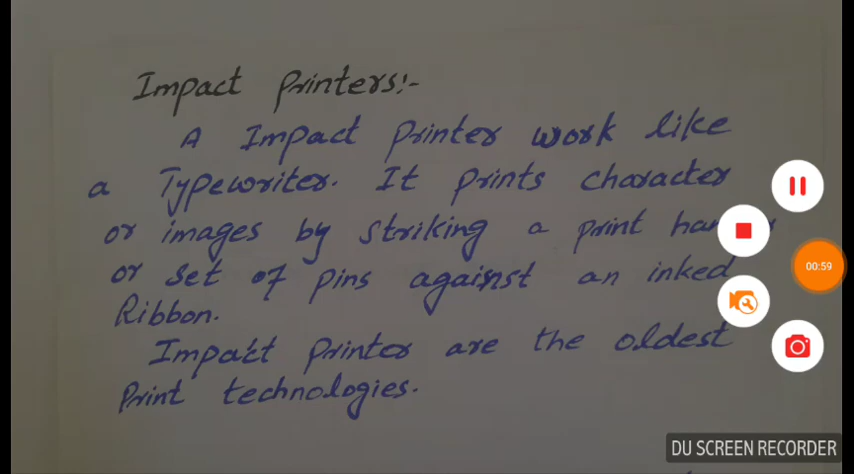 Impact Printers:-
A Impact Printer work like
a Typewriter. It prints character
or images by striking a print
or set of pins against an inked
Ribbon.
Impact Printer are the oldest
Print technologies.
00:59
DU SCREEN RECORDER